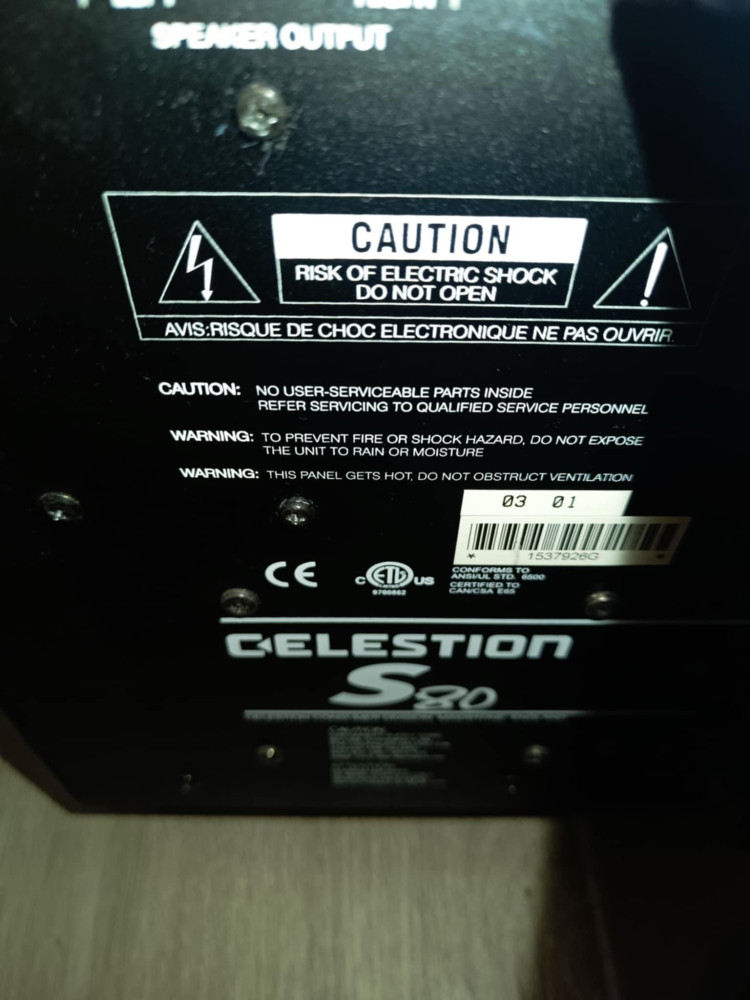 SPEAKER OUTPUT
CAUTION
RISK OF ELECTRIC SHOCK
DO NOT OPEN
AVIS:RISQUE DE CHOC ELECTRONIQUE NE PAS OUVRIR
CAUTION: NO USER-SERVICEABLE PARTS INSIDE
REFER SERVICING TO QUALIFIED SERVICE PERSONNEL
WARNING: TO PREVENT FIRE OR SHOCK HAZARD, DO NOT EXPOSE
THE UNIT TO RAIN OR MOISTURE
WARNING: THIS PANEL GETS HOT, DO NOT OBSTRUCT VENTILATION
03 01
* 1537926G *
CE
C ETL US
CONFORMS TO
ANSI/UL STD. 6500
CERTIFIED TO
CAN/CSA E65
CELESTION
S80